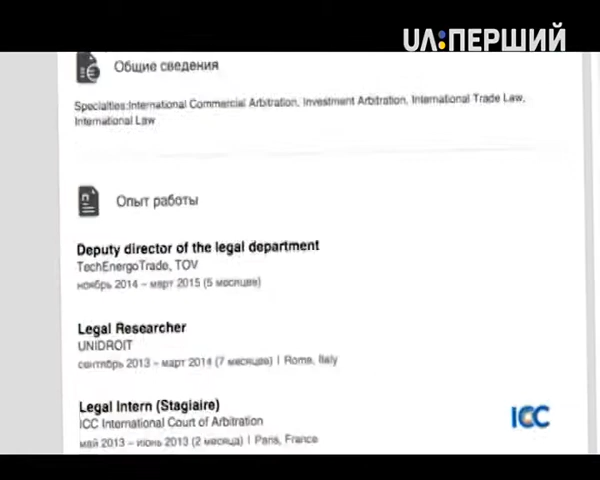 UA:ПЕРШИЙ
Общие сведения
Specialties:International Commercial Arbitration, Investment Arbitration, International Trade Law,
International Law
Опыт работы
Deputy director of the legal department
TechEnergoTrade, TOV
ноябрь 2014 – март 2015 (5 месяцев)
Legal Researcher
UNIDROIT
сентябрь 2013 – март 2014 (7 месяцев) | Rome, Italy
Legal Intern (Stagiaire)
ICC International Court of Arbitration
ICC
май 2013 – июнь 2013 (2 месяца) | Paris, France